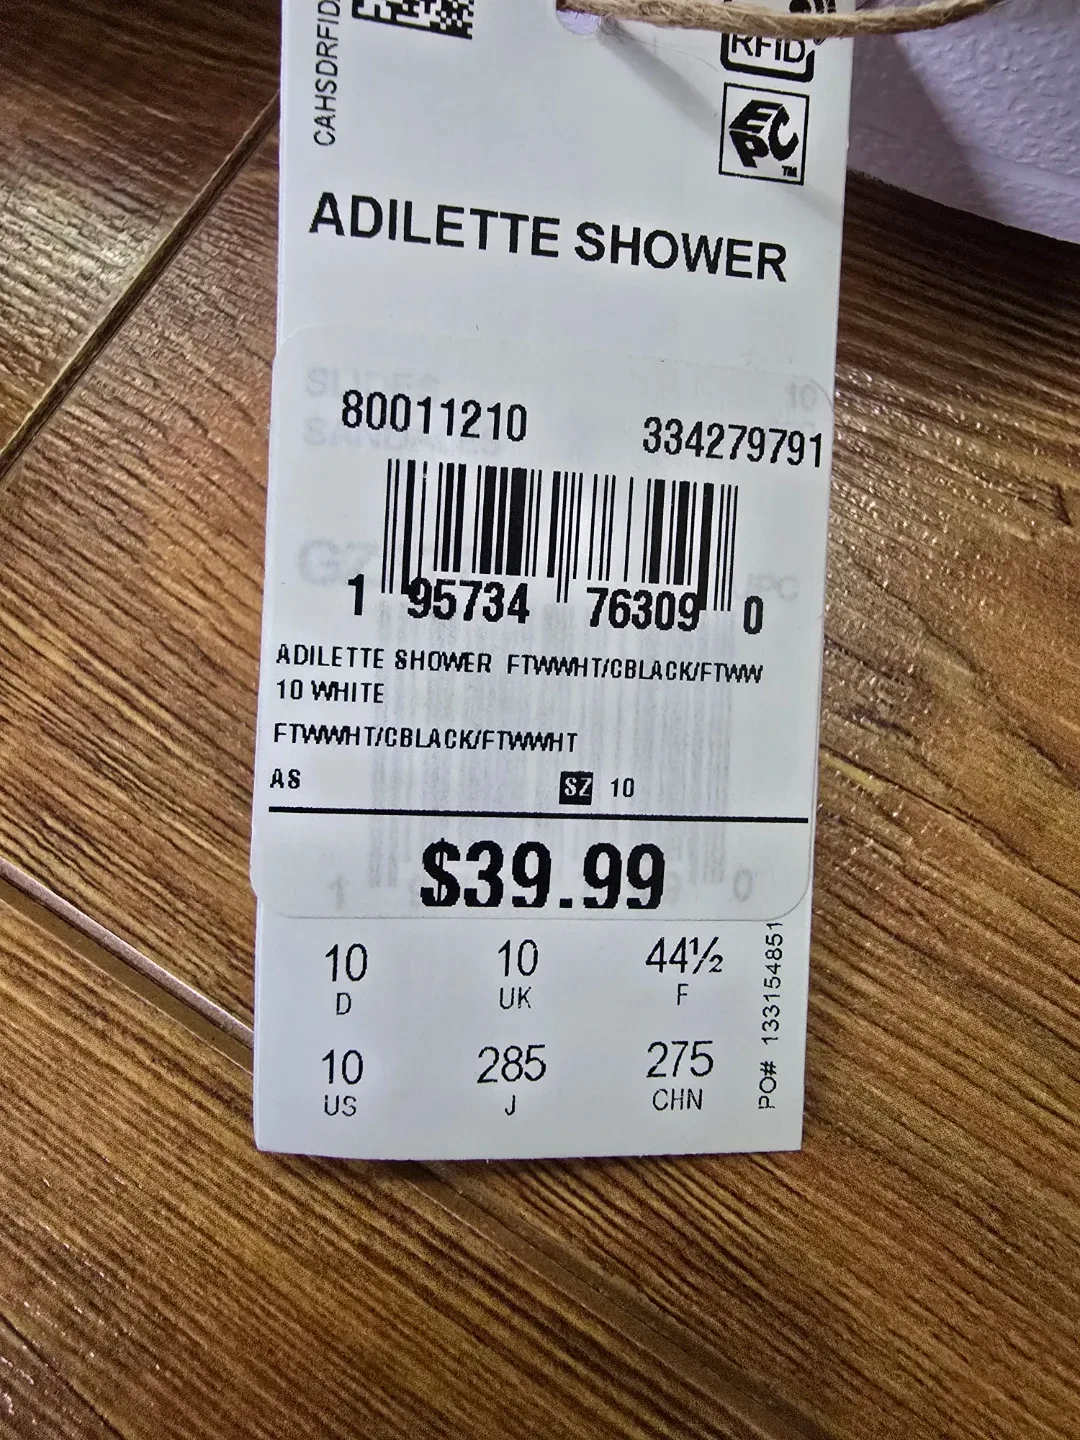 CAHSDRFID
RFID
EPC
TM
ADILETTE SHOWER
80011210 334279791
1 95734 76309 0
ADILETTE SHOWER FTWWHT/CBLACK/FTWW
10 WHITE
FTWWHT/CBLACK/FTWWHT
AS SZ 10
$39.99
10 10 44½
D UK F
10 285 275
US J CHN
PO# 133154851